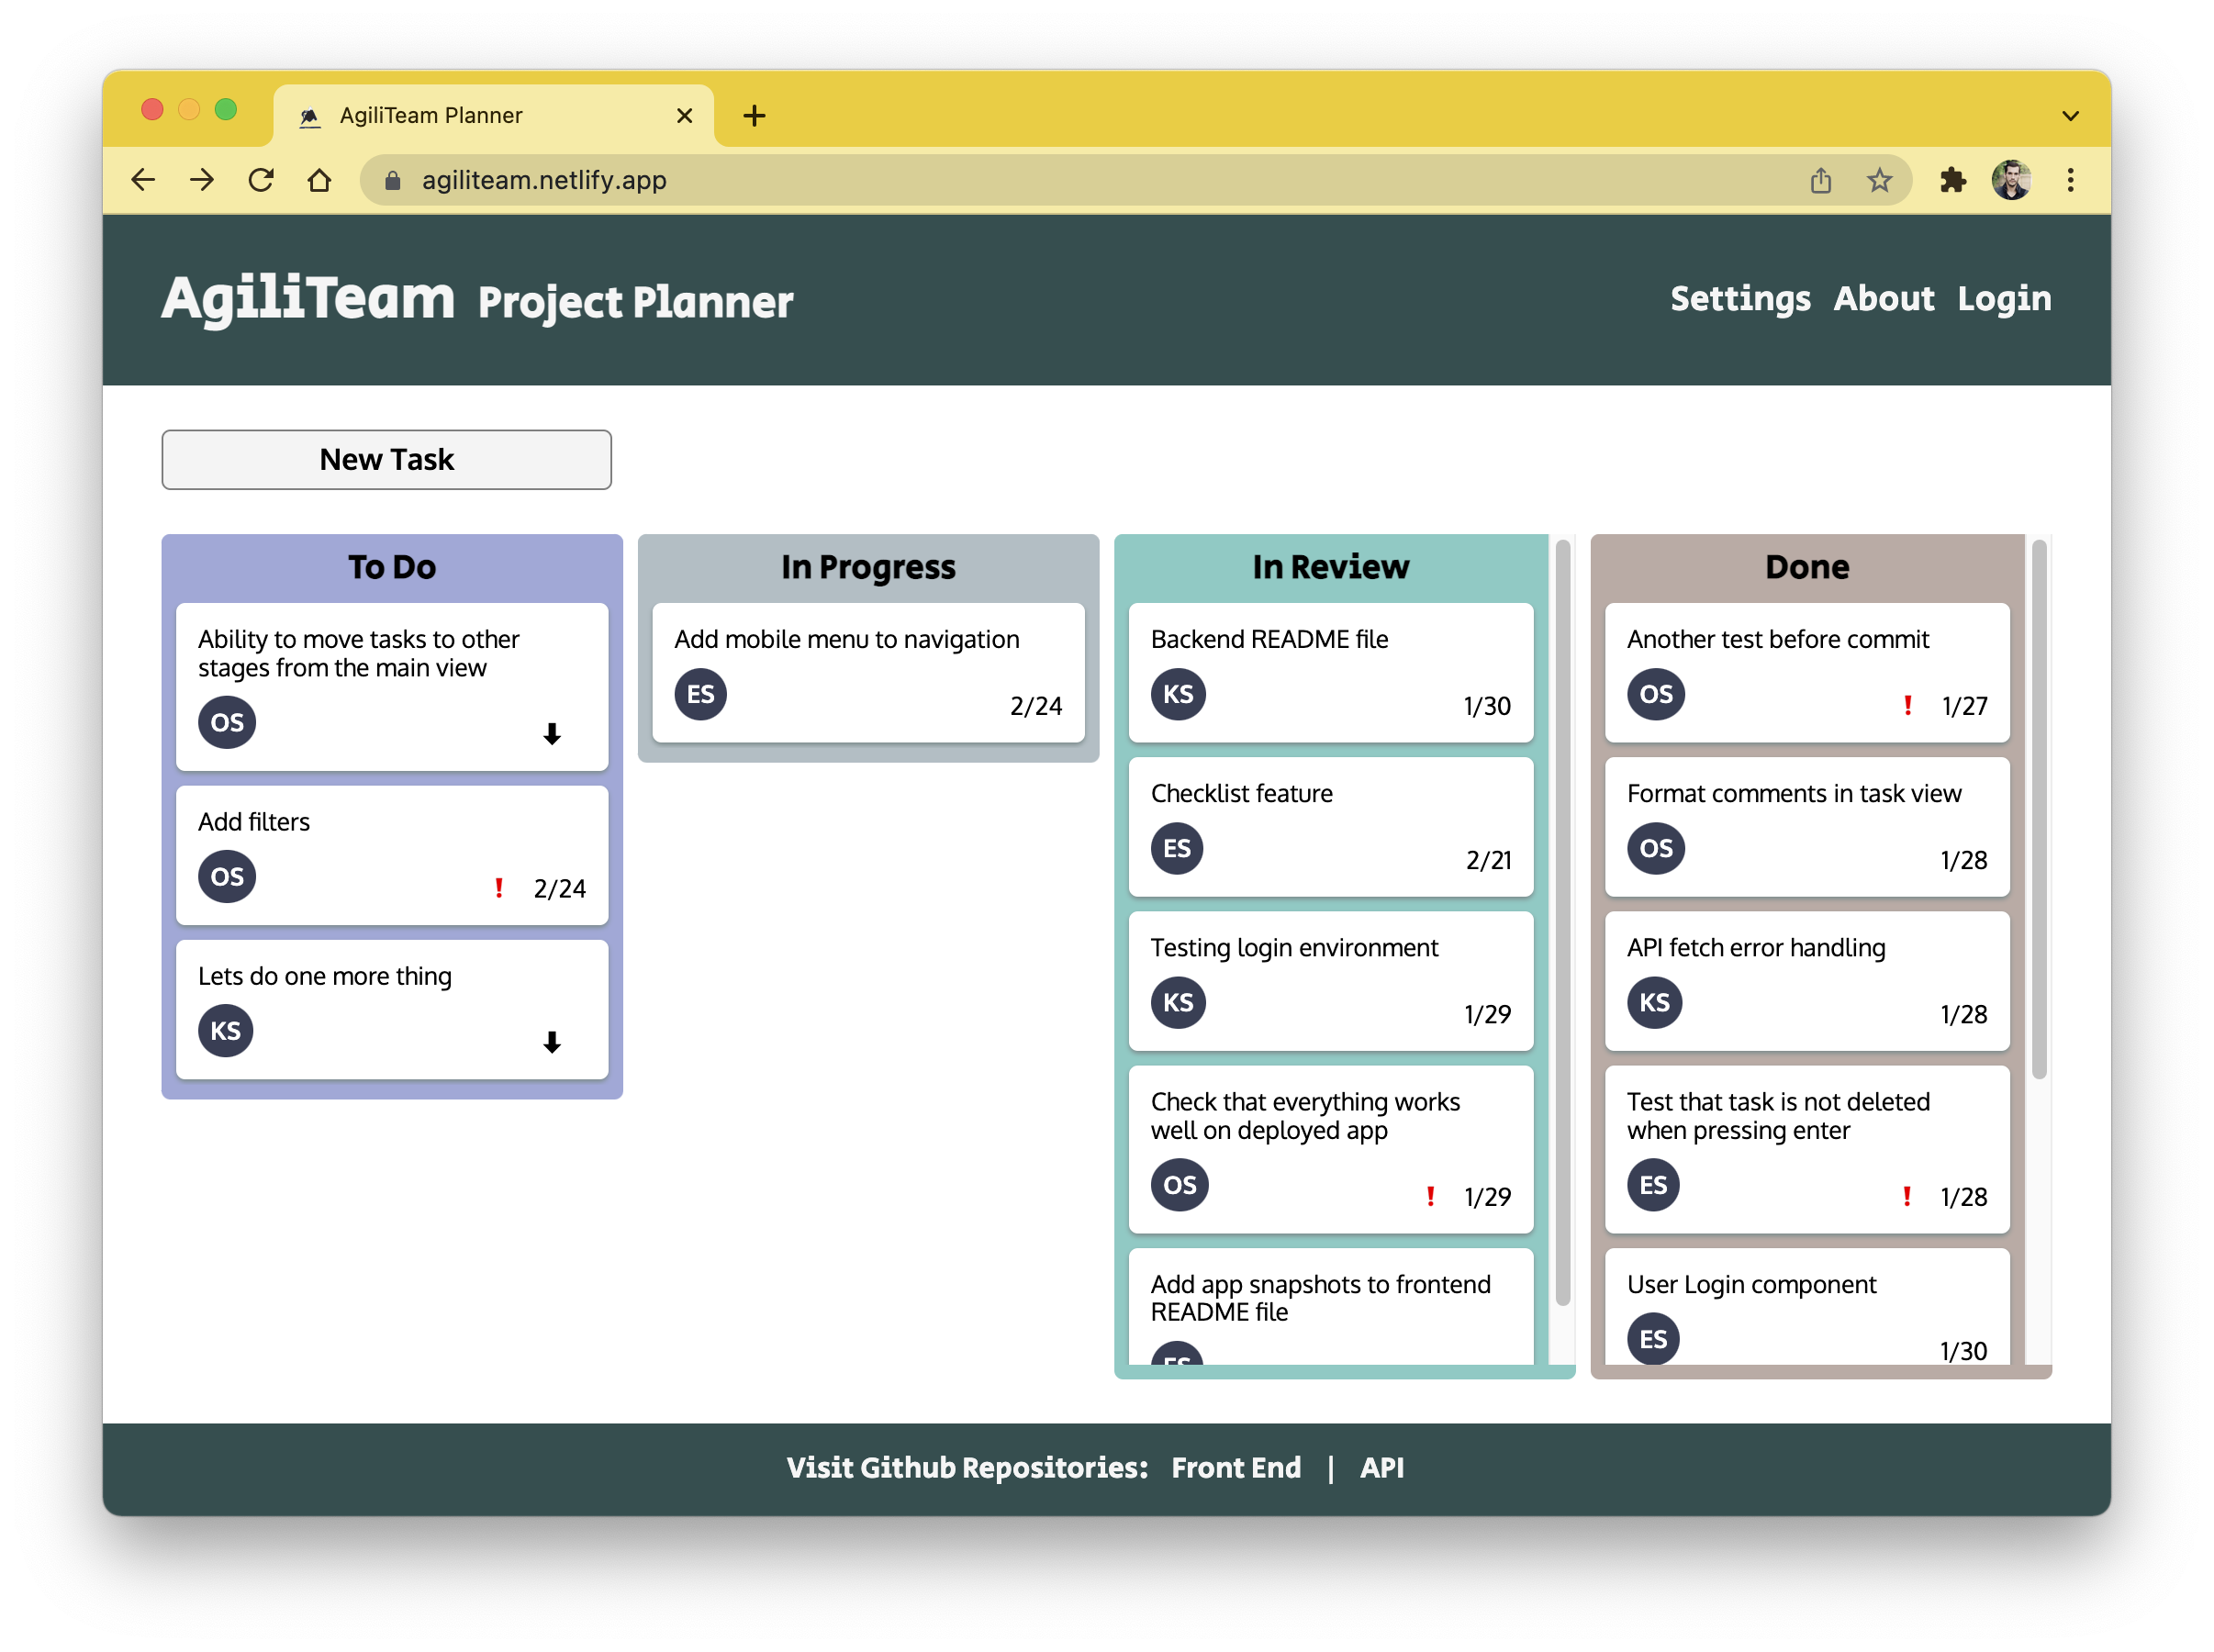 AgiliTeam Planner
agiliteam.netlify.app
AgiliTeam Project Planner
Settings About Login
New Task
To Do
Ability to move tasks to other
stages from the main view
OS
Add filters
OS
! 2/24
Lets do one more thing
KS
In Progress
Add mobile menu to navigation
ES
2/24
In Review
Backend README file
KS
1/30
Checklist feature
ES
2/21
Testing login environment
KS
1/29
Check that everything works
well on deployed app
OS
! 1/29
Add app snapshots to frontend
README file
ES
Done
Another test before commit
OS
! 1/27
Format comments in task view
OS
1/28
API fetch error handling
KS
1/28
Test that task is not deleted
when pressing enter
ES
! 1/28
User Login component
ES
1/30
Visit Github Repositories: Front End | API